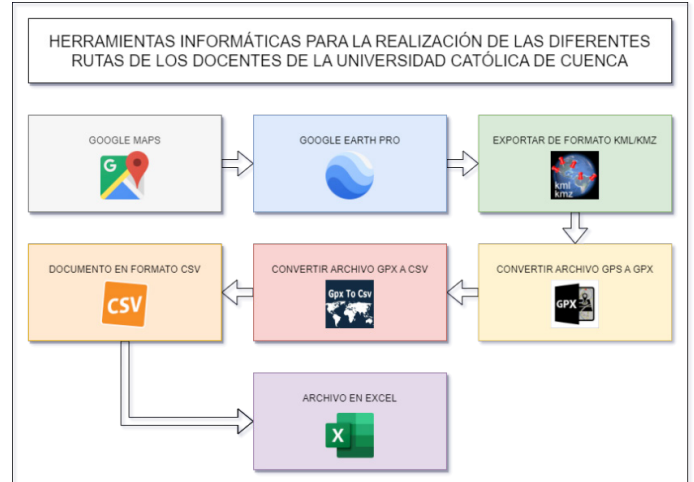 HERRAMIENTAS INFORMÁTICAS PARA LA REALIZACIÓN DE LAS DIFERENTES
RUTAS DE LOS DOCENTES DE LA UNIVERSIDAD CATÓLICA DE CUENCA
GOOGLE MAPS
G
GOOGLE EARTH PRO
EXPORTAR DE FORMATO KML/KMZ
kml
kmz
DOCUMENTO EN FORMATO CSV
CSV
CONVERTIR ARCHIVO GPX A CSV
Gpx To Csv
CONVERTIR ARCHIVO GPS A GPX
GPX
ARCHIVO EN EXCEL
X